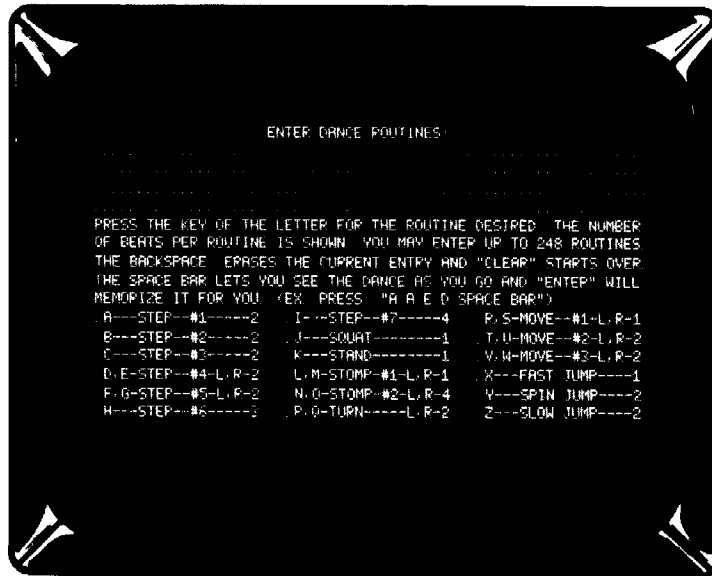 ENTER DANCE ROUTINES:
PRESS THE KEY OF THE LETTER FOR THE ROUTINE DESIRED THE NUMBER
OF BEATS PER ROUTINE IS SHOWN YOU MAY ENTER UP TO 248 ROUTINES
THE BACKSPACE ERASES THE CURRENT ENTRY AND "CLEAR" STARTS OVER
THE SPACE BAR LETS YOU SEE THE DANCE AS YOU GO AND "ENTER" WILL
MEMORIZE IT FOR YOU. (EX. PRESS "A A E D SPACE BAR")
A---STEP--#1-----2 I---STEP--#7-----4 R,S-MOVE--#1-L,R-1
B---STEP--#2-----2 J---SQUAT---------1 T,U-MOVE--#2-L,R-2
C---STEP--#3-----2 K---STAND---------1 V,W-MOVE--#3-L,R-2
D,E-STEP--#4-L,R-2 L,M-STOMP-#1-L,R-1 X---FAST JUMP----1
F,G-STEP--#5-L,R-2 N,O-STOMP-#2-L,R-4 Y---SPIN JUMP----2
H---STEP--#6-----3 P,Q-TURN-----L,R-2 Z---SLOW JUMP----2